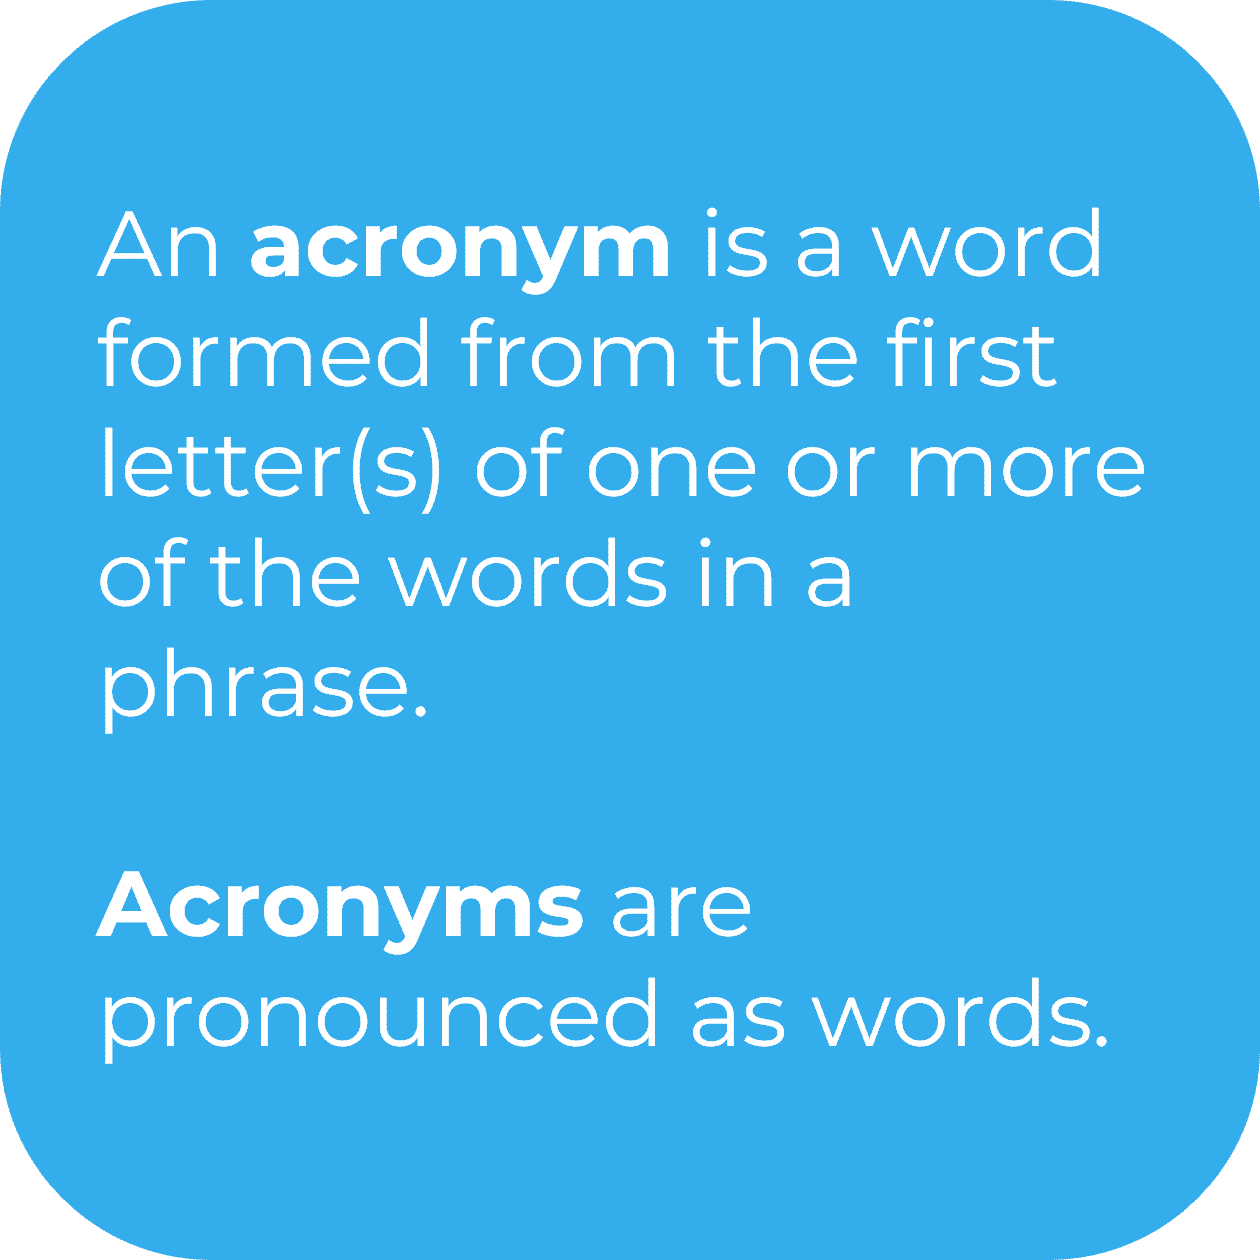 An acronym is a word
formed from the first
letter(s) of one or more
of the words in a
phrase.
Acronyms are
pronounced as words.